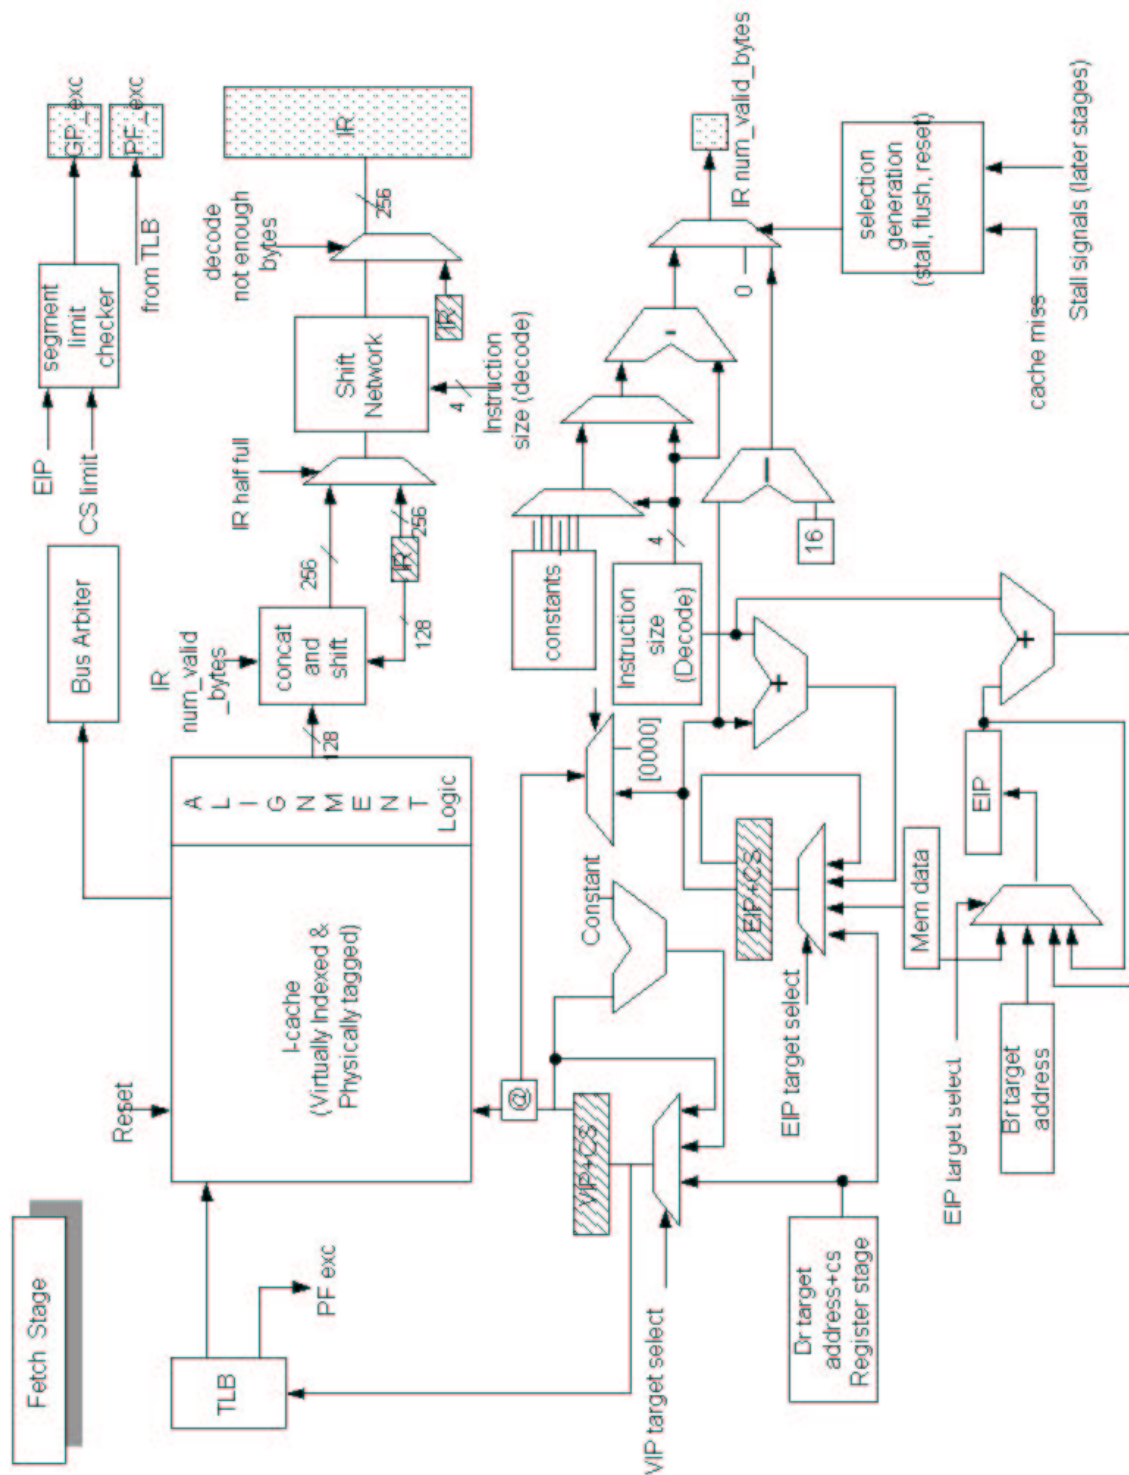 Fetch Stage
TLB
PF exc
Reset
I-cache
(Virtually Indexed &
Physically tagged)
ALIGNMENT
Logic
Bus Arbiter
EIP
CS limit
segment
limit
checker
GP_exc
PF_exc
from TLB
IR
num_valid
_bytes
128
concat
and
shift
256
128
IR
256
IR half full
Shift
Network
4
Instruction
size (decode)
decode
not enough
bytes
IR
256
IR
VIP target select
VIP+CS
@
Constant
[0000]
constants
Instruction
size
(Decode)
4
-
0
IR num_valid_bytes
EIP target select
EIP+CS
+
16
selection
generation
(stall, flush, reset)
cache miss
Stall signals (later stages)
Br target
address+cs
Register stage
Mem data
EIP target select
Br target
address
EIP
+